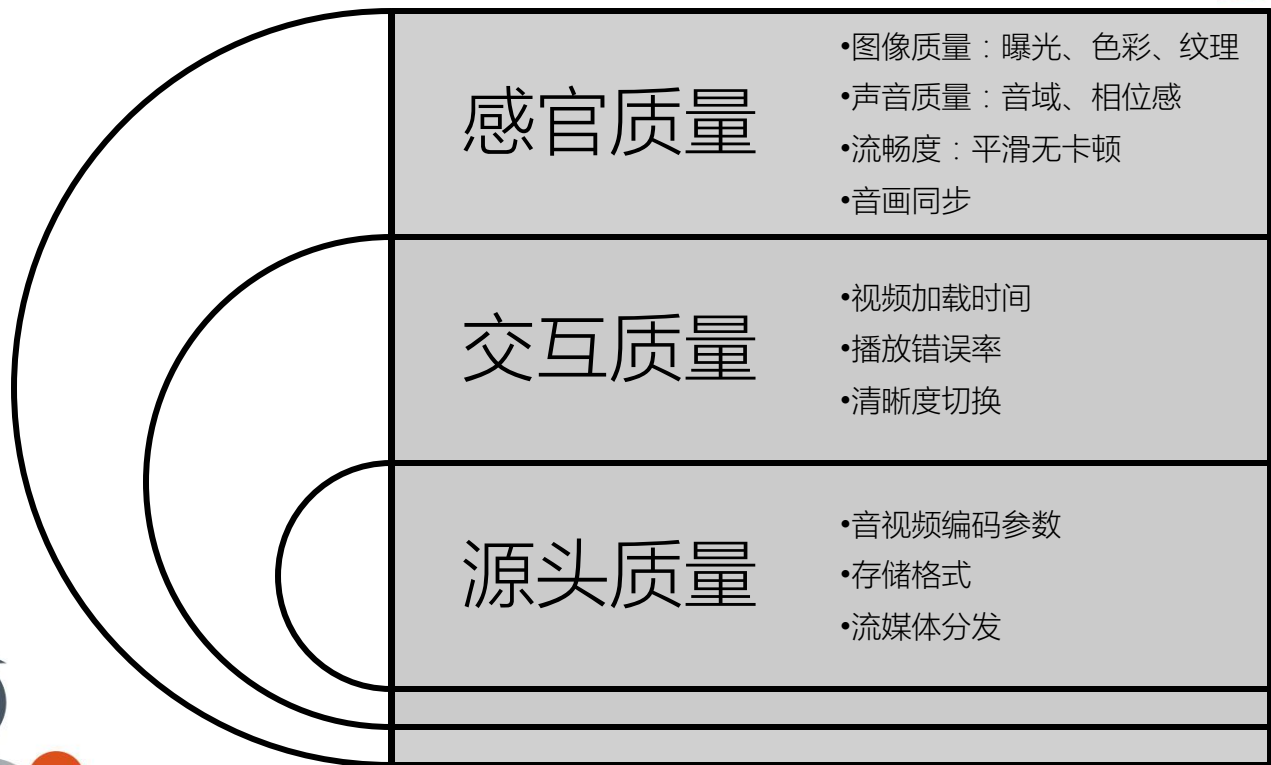 感官质量
•图像质量：曝光、色彩、纹理
•声音质量：音域、相位感
•流畅度：平滑无卡顿
•音画同步
交互质量
•视频加载时间
•播放错误率
•清晰度切换
源头质量
•音视频编码参数
•存储格式
•流媒体分发